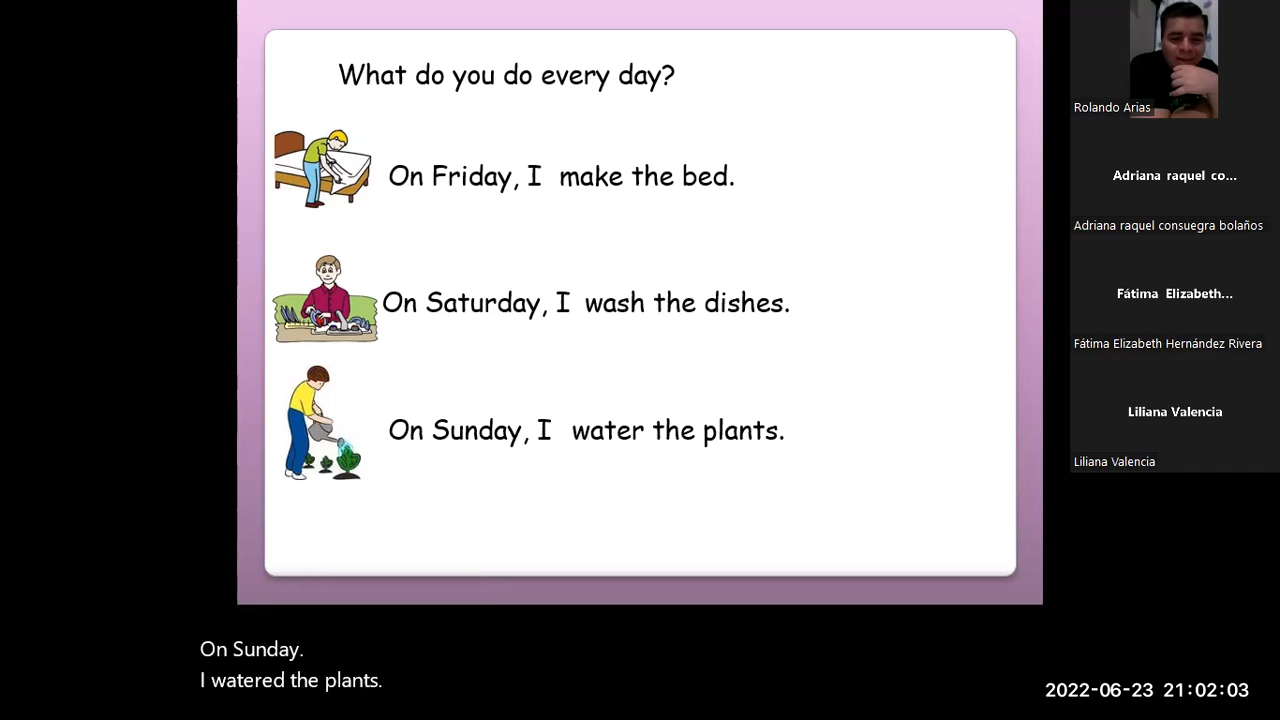 What do you do every day?
On Friday, I make the bed.
On Saturday, I wash the dishes.
On Sunday, I water the plants.
Rolando Arias
Adriana raquel co...
Adriana raquel consuegra bolaños
Fátima Elizabeth...
Fátima Elizabeth Hernández Rivera
Liliana Valencia
Liliana Valencia
On Sunday.
I watered the plants.
2022-06-23 21:02:03